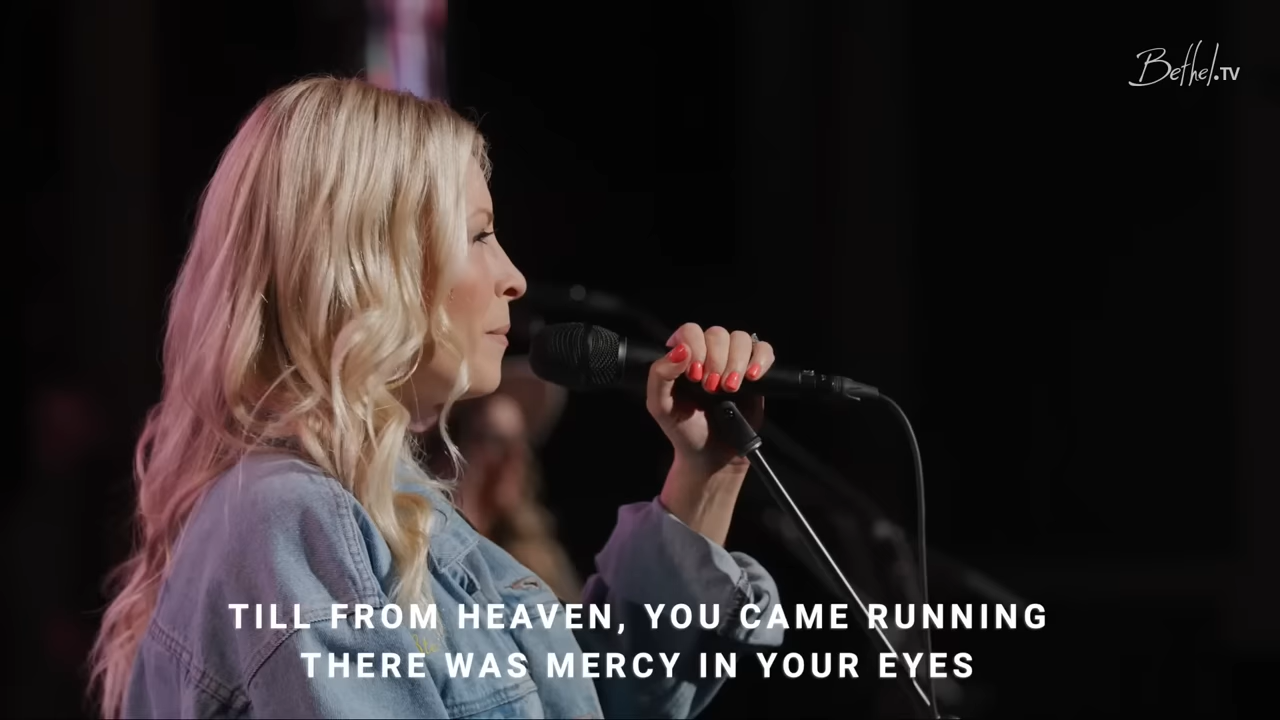 Bethel.TV
TILL FROM HEAVEN, YOU CAME RUNNING
THERE WAS MERCY IN YOUR EYES